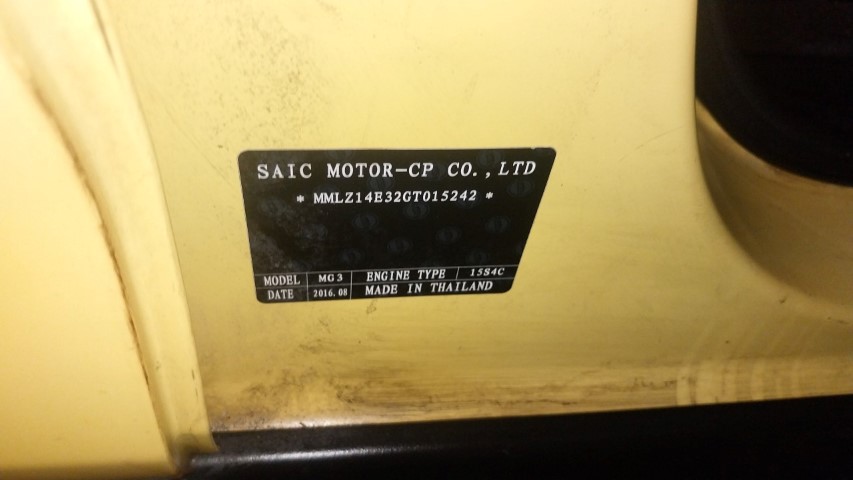 SAIC MOTOR-CP CO.,LTD
* MMLZ14E32GT015242 *
MODEL MG3 ENGINE TYPE 15S4C
DATE 2016.08 MADE IN THAILAND